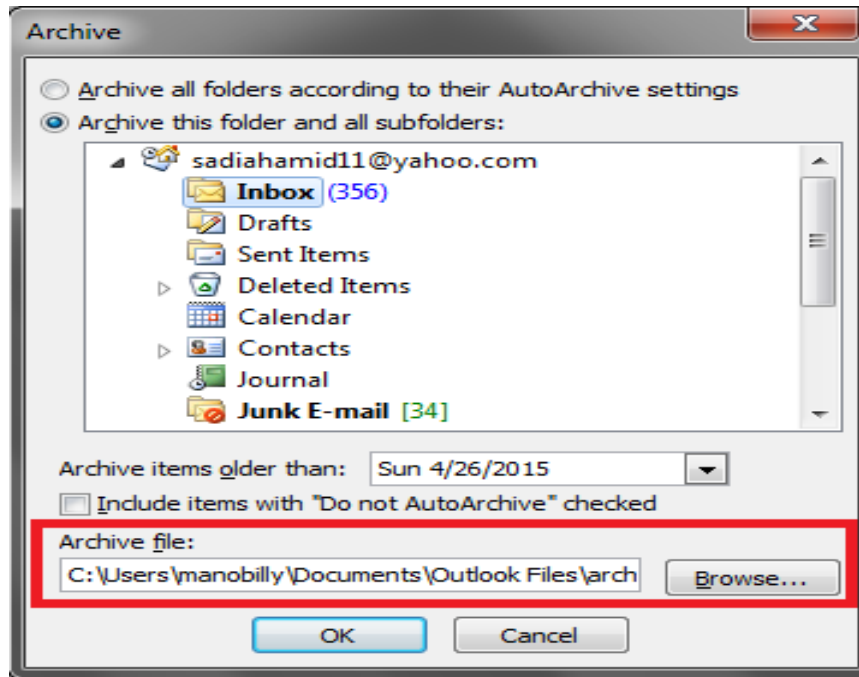 Archive
Archive all folders according to their AutoArchive settings
Archive this folder and all subfolders:
sadiahamid11@yahoo.com
Inbox (356)
Drafts
Sent Items
Deleted Items
Calendar
Contacts
Journal
Junk E-mail [34]
Archive items older than: Sun 4/26/2015
Include items with "Do not AutoArchive" checked
Archive file:
C:\Users\manobilly\Documents\Outlook Files\arch Browse...
OK Cancel